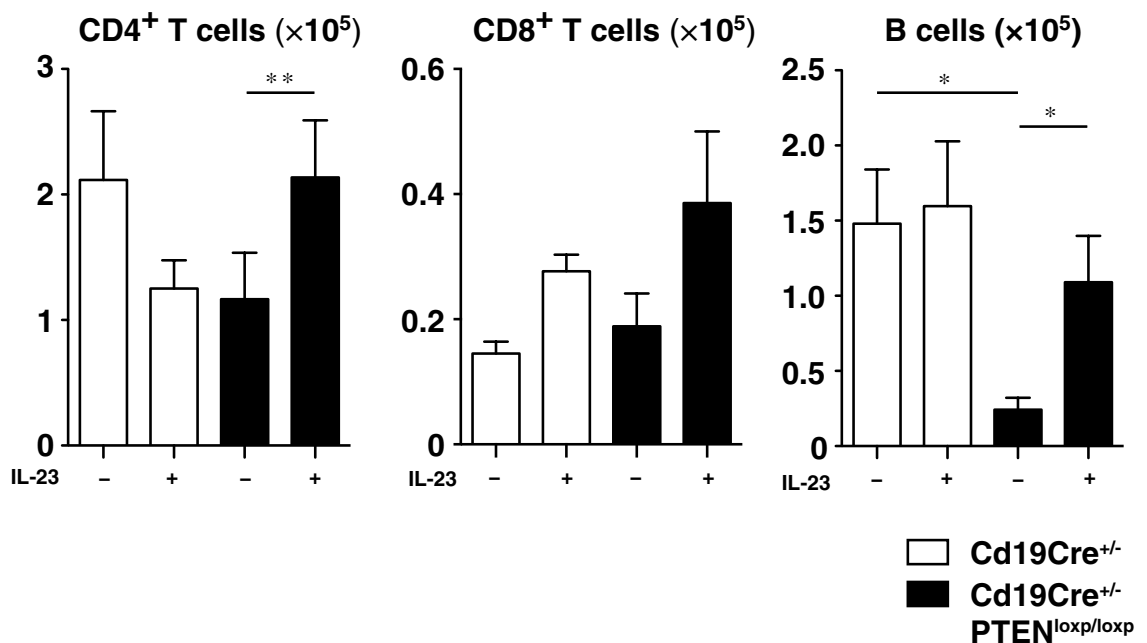 CD4+ T cells (×10⁵)
3
2
1
0
**
IL-23 – + – +
CD8+ T cells (×10⁵)
0.6
0.4
0.2
0
IL-23 – + – +
B cells (×10⁵)
2.5
2.0
1.5
1.0
0.5
0
*
*
IL-23 – + – +
Cd19Cre+/-
Cd19Cre+/-
PTENloxp/loxp